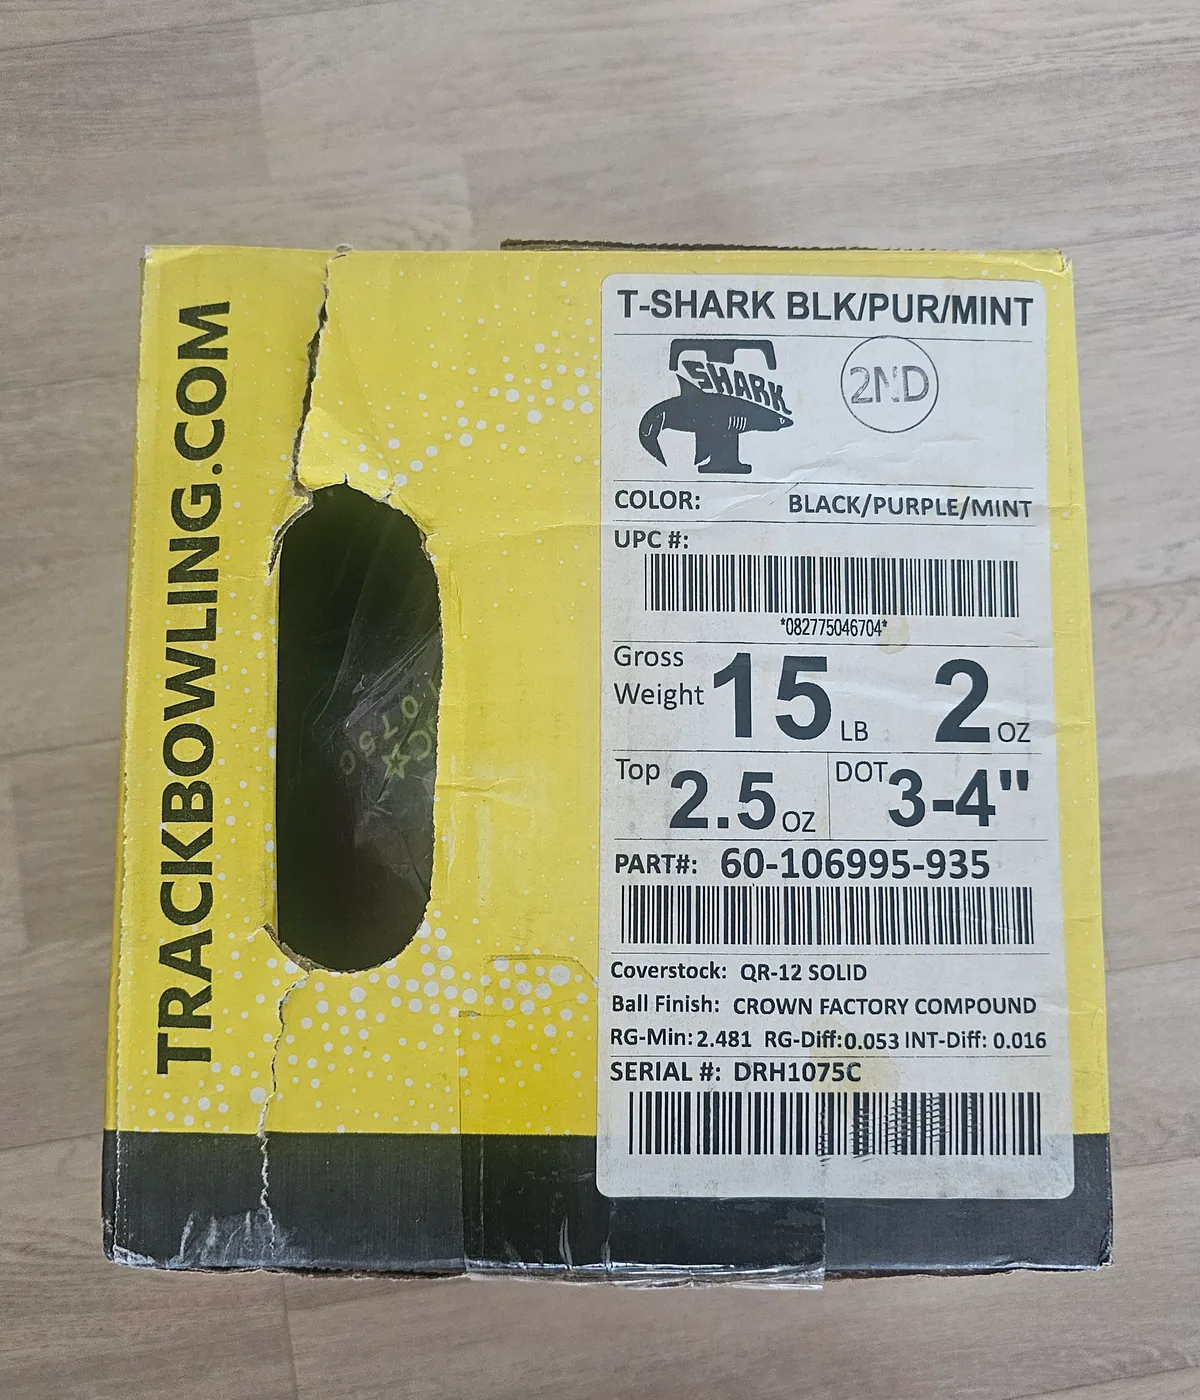 TRACKBOWLING.COM
T-SHARK BLK/PUR/MINT
T
SHARK
2ND
COLOR: BLACK/PURPLE/MINT
UPC #:
*082775046704*
Gross
Weight 15 LB 2 OZ
Top 2.5 OZ DOT 3-4"
PART#: 60-106995-935
Coverstock: QR-12 SOLID
Ball Finish: CROWN FACTORY COMPOUND
RG-Min: 2.481 RG-Diff: 0.053 INT-Diff: 0.016
SERIAL #: DRH1075C